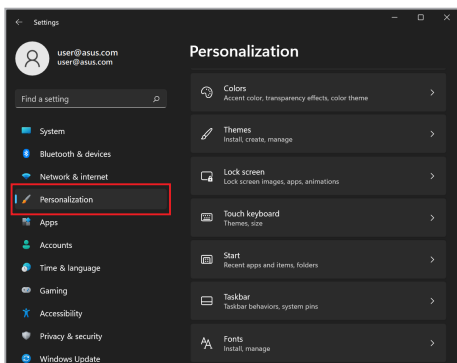 Settings
user@asus.com
user@asus.com
Find a setting
System
Bluetooth & devices
Network & internet
Personalization
Apps
Accounts
Time & language
Gaming
Accessibility
Privacy & security
Windows Update
Personalization
Colors
Accent color, transparency effects, color theme
Themes
Install, create, manage
Lock screen
Lock screen images, apps, animations
Touch keyboard
Themes, size
Start
Recent apps and items, folders
Taskbar
Taskbar behaviors, system pins
Fonts
Install, manage